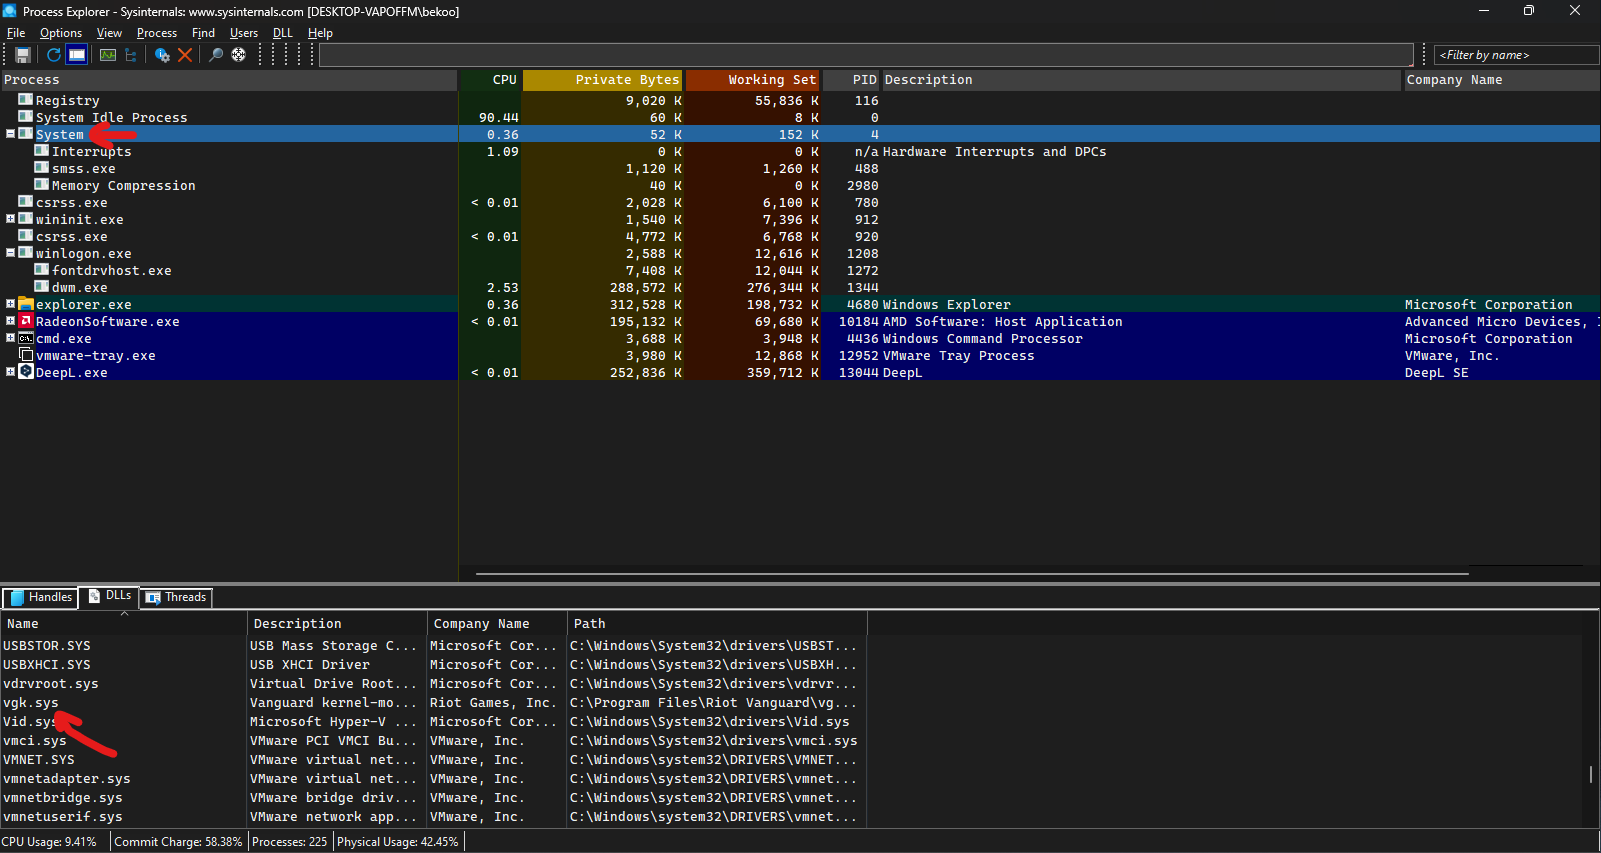 Process Explorer - Sysinternals: www.sysinternals.com [DESKTOP-VAPOFFM\bekoo]
File Options View Process Find Users DLL Help
<Filter by name>
Process CPU Private Bytes Working Set PID Description Company Name
Registry 9,020 K 55,836 K 116
System Idle Process 90.44 60 K 8 K 0
System 0.36 52 K 152 K 4
Interrupts 1.09 0 K 0 K n/a Hardware Interrupts and DPCs
smss.exe 1,120 K 1,260 K 488
Memory Compression 40 K 0 K 2980
csrss.exe < 0.01 2,028 K 6,100 K 780
wininit.exe 1,540 K 7,396 K 912
csrss.exe < 0.01 4,772 K 6,768 K 920
winlogon.exe 2,588 K 12,616 K 1208
fontdrvhost.exe 7,408 K 12,044 K 1272
dwm.exe 2.53 288,572 K 276,344 K 1344
explorer.exe 0.36 312,528 K 198,732 K 4680 Windows Explorer Microsoft Corporation
RadeonSoftware.exe < 0.01 195,132 K 69,680 K 10184 AMD Software: Host Application Advanced Micro Devices,
cmd.exe 3,688 K 3,948 K 4436 Windows Command Processor Microsoft Corporation
vmware-tray.exe 3,980 K 12,868 K 12952 VMware Tray Process VMware, Inc.
DeepL.exe < 0.01 252,836 K 359,712 K 13044 DeepL DeepL SE
Handles DLLs Threads
Name Description Company Name Path
USBSTOR.SYS USB Mass Storage C... Microsoft Cor... C:\Windows\System32\drivers\USBST...
USBXHCI.SYS USB XHCI Driver Microsoft Cor... C:\Windows\System32\drivers\USBXH...
vdrvroot.sys Virtual Drive Root... Microsoft Cor... C:\Windows\System32\drivers\vdrvr...
vgk.sys Vanguard kernel-mo... Riot Games, Inc. C:\Program Files\Riot Vanguard\vg...
Vid.sys Microsoft Hyper-V ... Microsoft Cor... C:\Windows\System32\drivers\Vid.sys
vmci.sys VMware PCI VMCI Bu... VMware, Inc. C:\Windows\System32\drivers\vmci.sys
VMNET.SYS VMware virtual net... VMware, Inc. C:\Windows\system32\DRIVERS\VMNET...
vmnetadapter.sys VMware virtual net... VMware, Inc. C:\Windows\system32\DRIVERS\vmnet...
vmnetbridge.sys VMware bridge driv... VMware, Inc. C:\Windows\system32\DRIVERS\vmnet...
vmnetuserif.sys VMware network app... VMware, Inc. C:\Windows\system32\DRIVERS\vmnet...
CPU Usage: 9.41% Commit Charge: 58.38% Processes: 225 Physical Usage: 42.45%